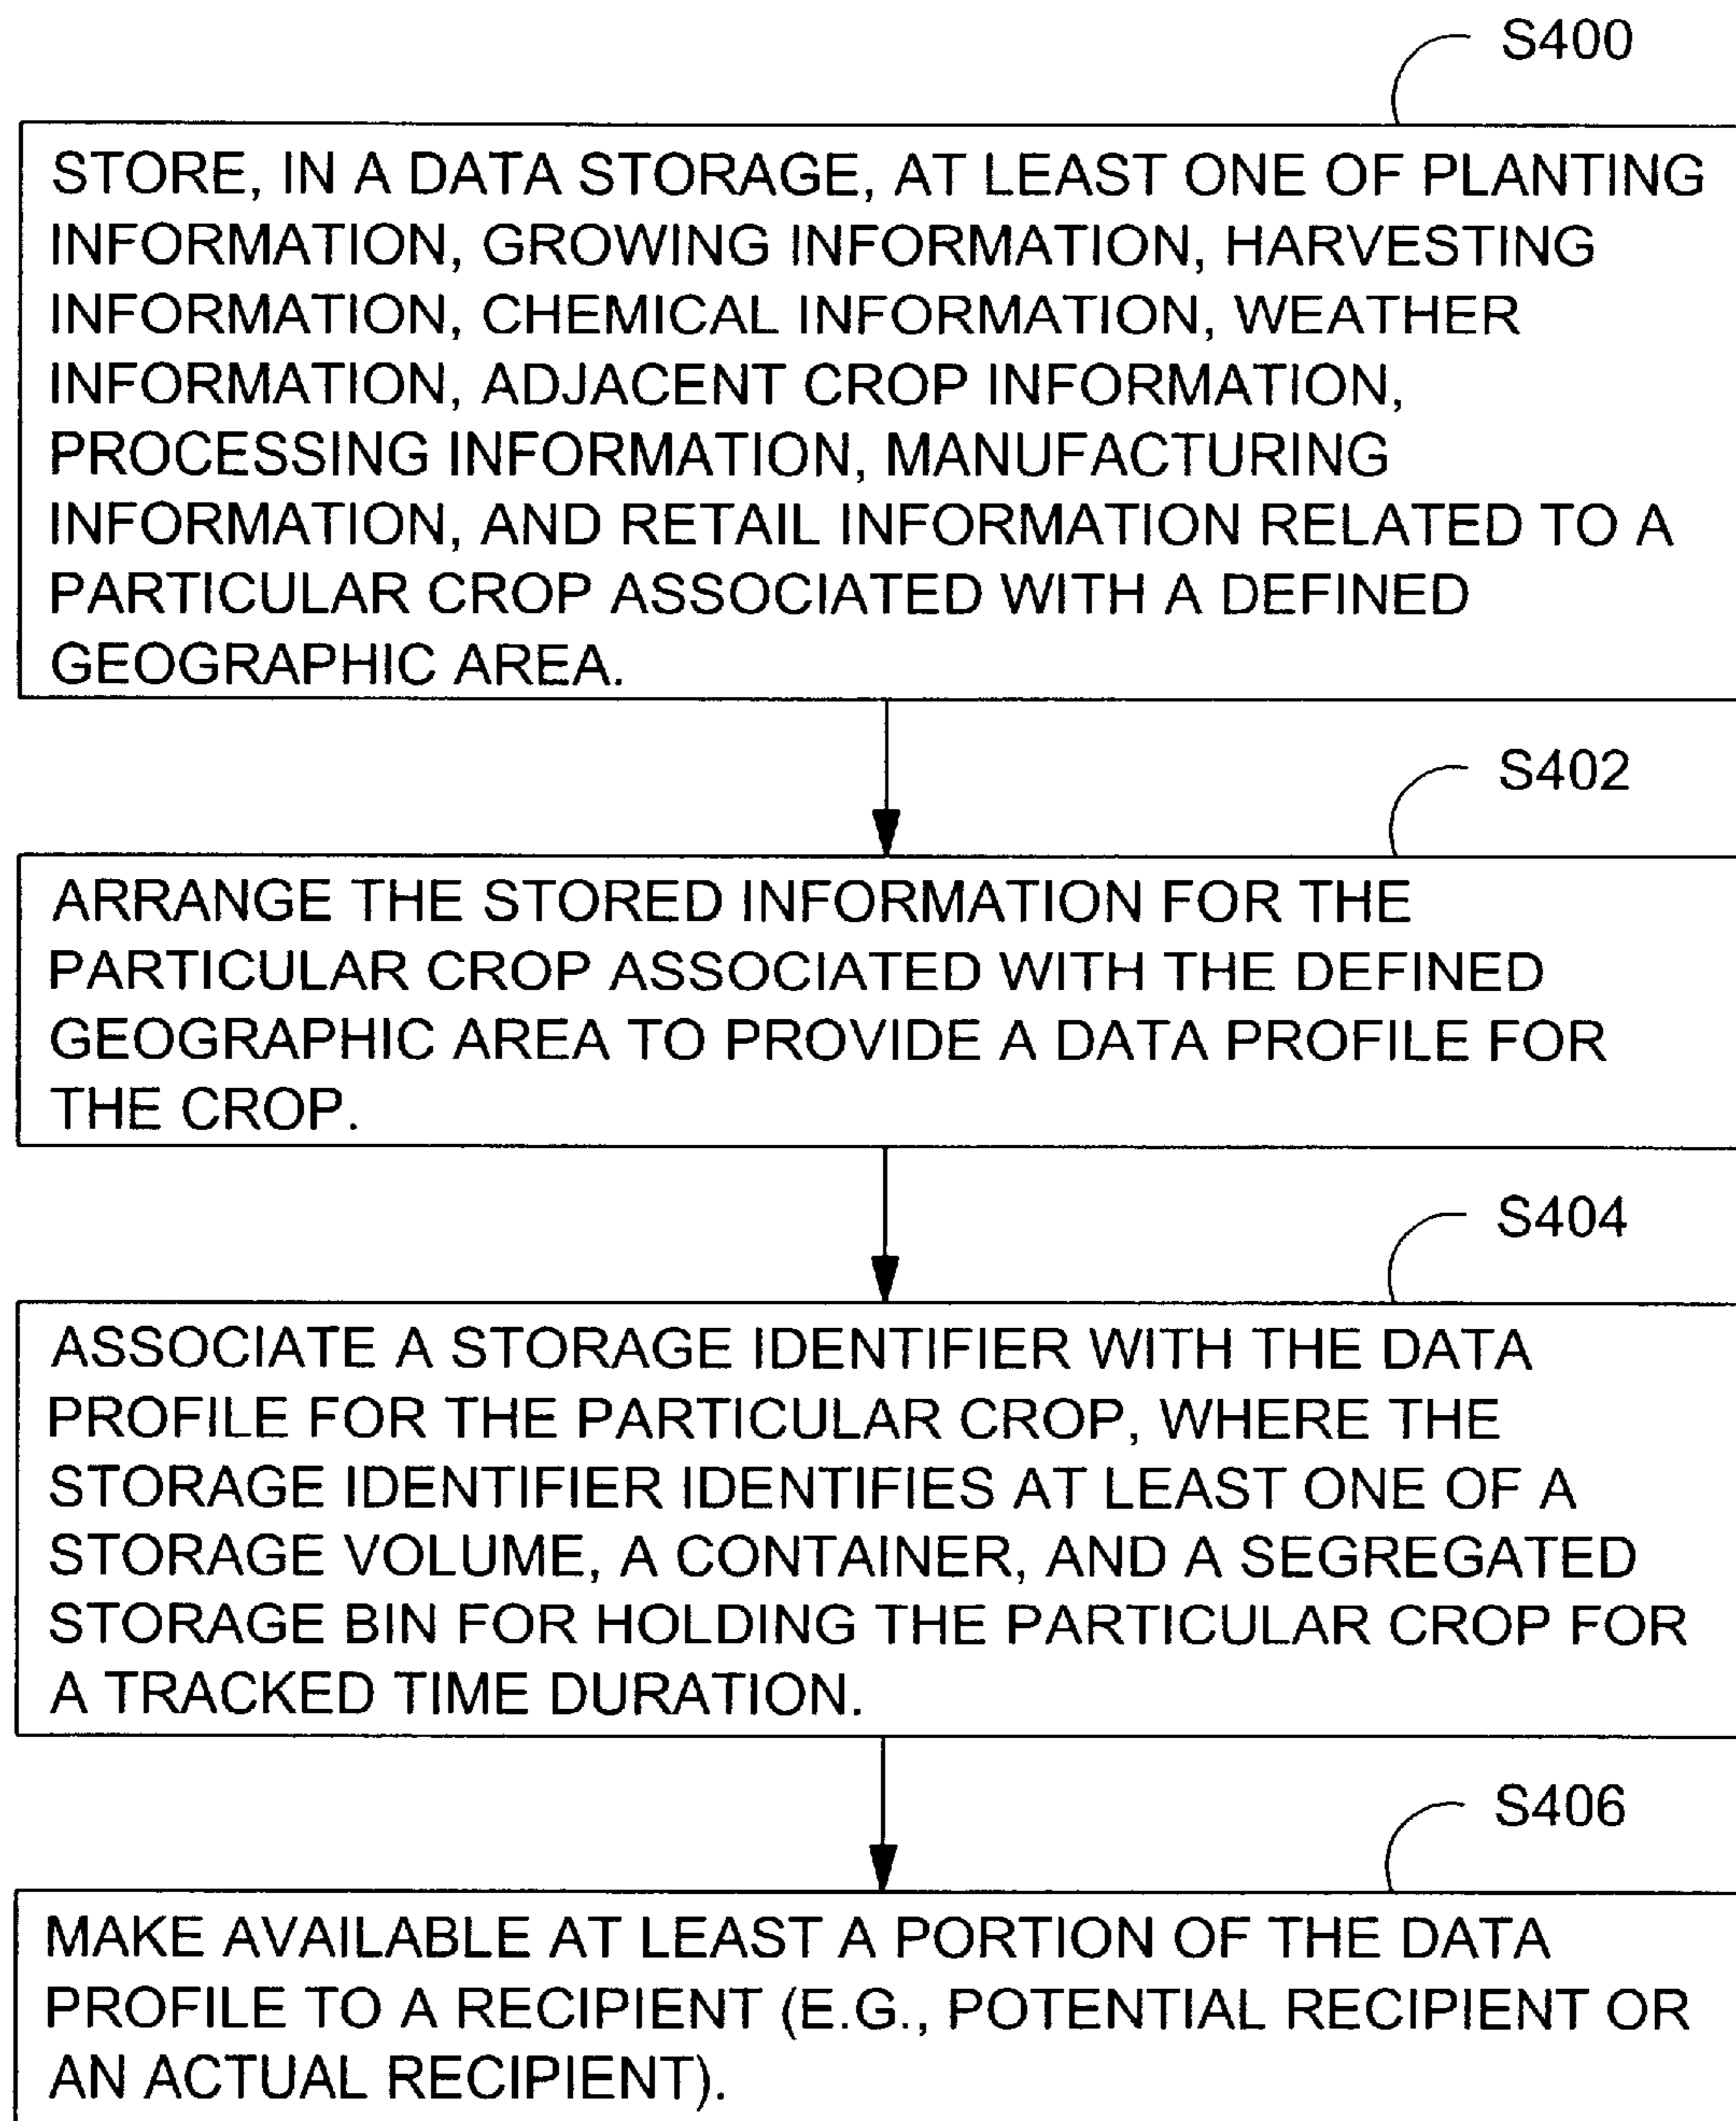 S400
STORE, IN A DATA STORAGE, AT LEAST ONE OF PLANTING
INFORMATION, GROWING INFORMATION, HARVESTING
INFORMATION, CHEMICAL INFORMATION, WEATHER
INFORMATION, ADJACENT CROP INFORMATION,
PROCESSING INFORMATION, MANUFACTURING
INFORMATION, AND RETAIL INFORMATION RELATED TO A
PARTICULAR CROP ASSOCIATED WITH A DEFINED
GEOGRAPHIC AREA.
S402
ARRANGE THE STORED INFORMATION FOR THE
PARTICULAR CROP ASSOCIATED WITH THE DEFINED
GEOGRAPHIC AREA TO PROVIDE A DATA PROFILE FOR
THE CROP.
S404
ASSOCIATE A STORAGE IDENTIFIER WITH THE DATA
PROFILE FOR THE PARTICULAR CROP, WHERE THE
STORAGE IDENTIFIER IDENTIFIES AT LEAST ONE OF A
STORAGE VOLUME, A CONTAINER, AND A SEGREGATED
STORAGE BIN FOR HOLDING THE PARTICULAR CROP FOR
A TRACKED TIME DURATION.
S406
MAKE AVAILABLE AT LEAST A PORTION OF THE DATA
PROFILE TO A RECIPIENT (E.G., POTENTIAL RECIPIENT OR
AN ACTUAL RECIPIENT).